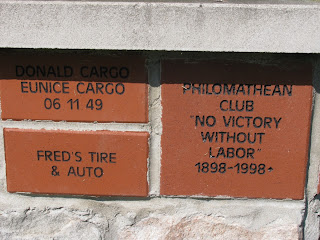 DONALD CARGO
EUNICE CARGO
06 11 49
FRED'S TIRE
& AUTO
PHILOMATHEAN
CLUB
"NO VICTORY
WITHOUT
LABOR"
1898-1998+